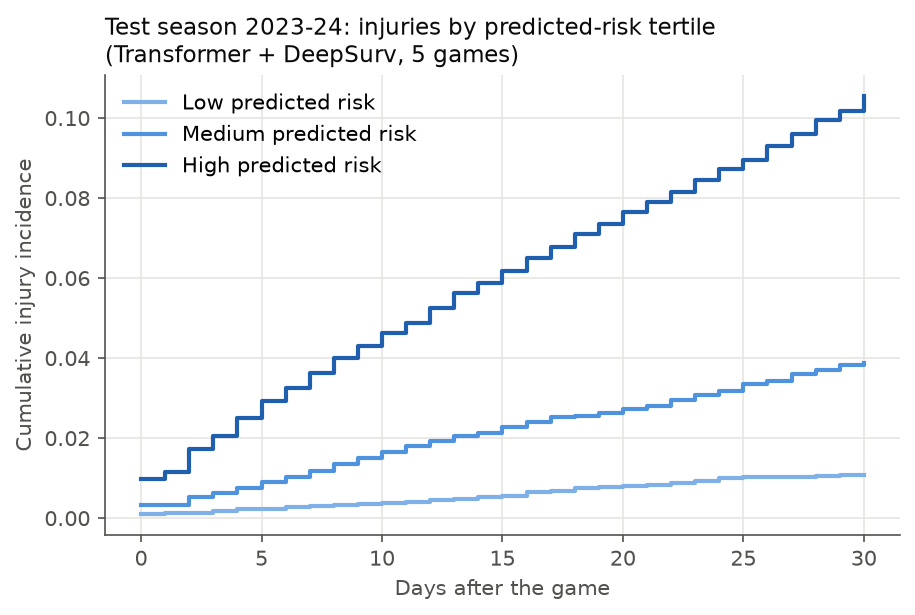 Test season 2023-24: injuries by predicted-risk tertile
(Transformer + DeepSurv, 5 games)
Low predicted risk
Medium predicted risk
High predicted risk
Cumulative injury incidence
0.10
0.08
0.06
0.04
0.02
0.00
0 5 10 15 20 25 30
Days after the game